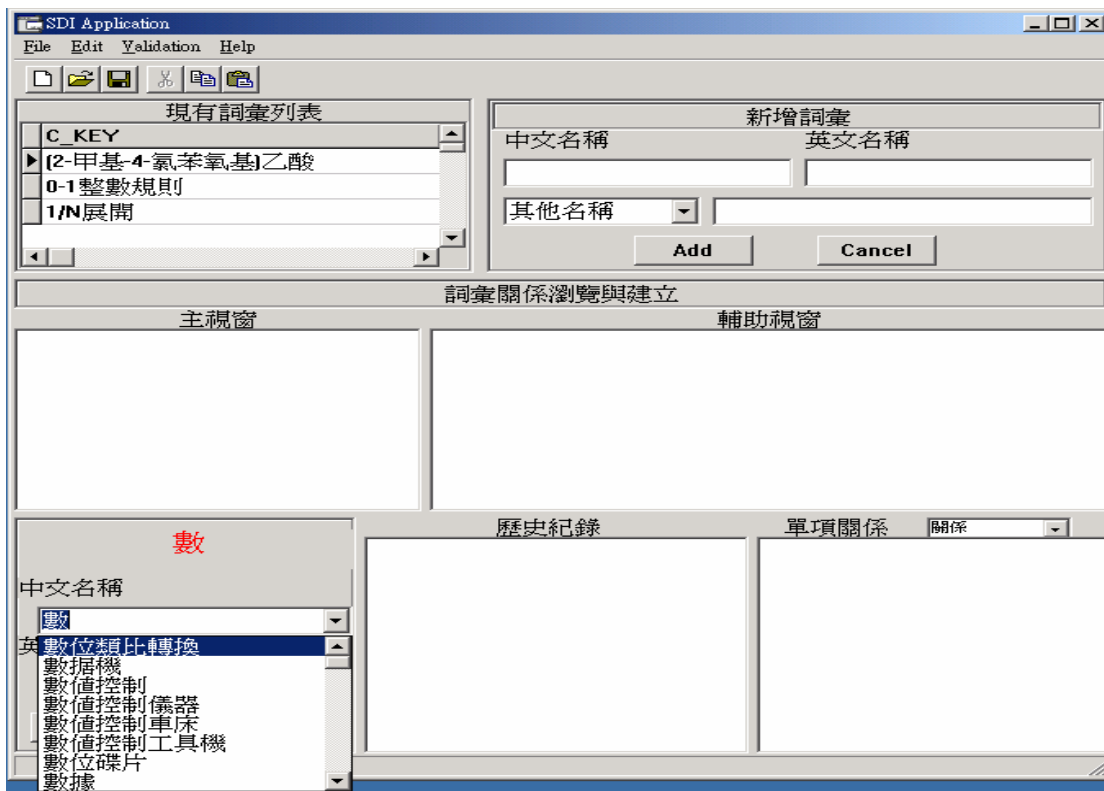 SDI Application
File Edit Validation Help
現有詞彙列表
C_KEY
(2-甲基-4-氯苯氧基)乙酸
0-1整數規則
1/N展開
新增詞彙
中文名稱 英文名稱
其他名稱
Add Cancel
詞彙關係瀏覽與建立
主視窗 輔助視窗
數
中文名稱
數
英
數位類比轉換
數据機
數值控制
數值控制儀器
數值控制車床
數值控制工具機
數位碟片
數據
歷史紀錄
單項關係 關係